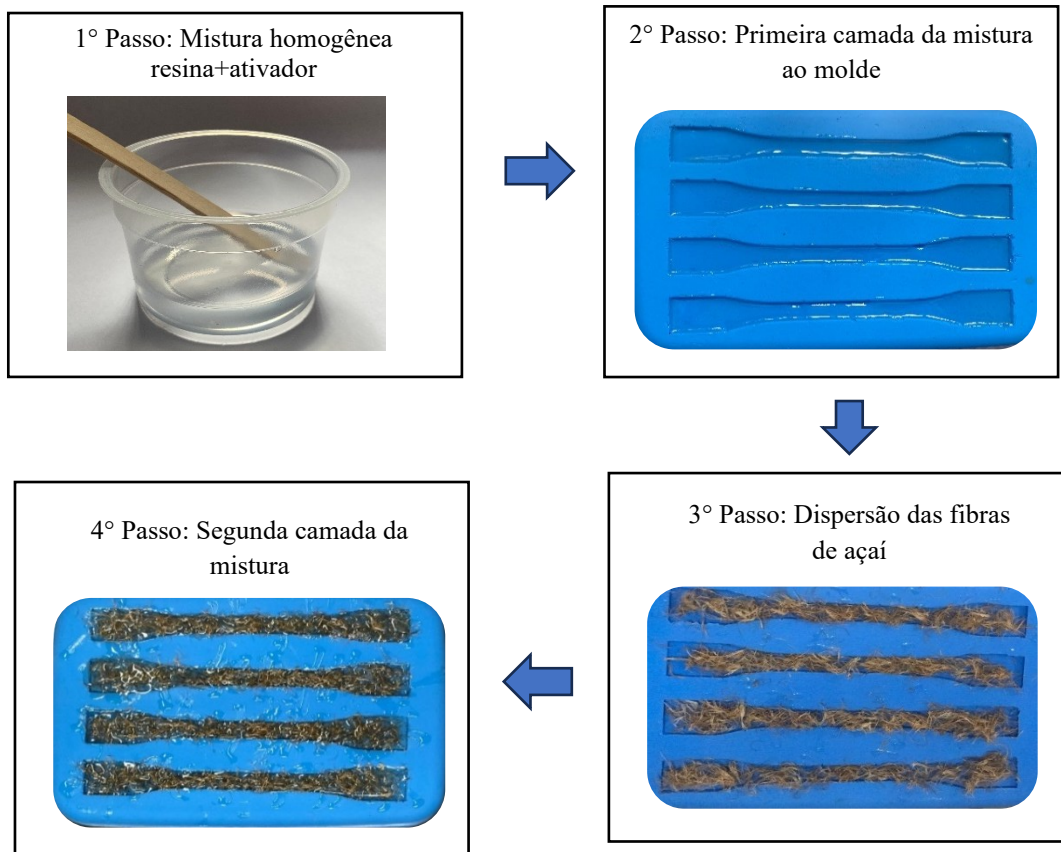 1° Passo: Mistura homogênea
resina+ativador
2° Passo: Primeira camada da mistura
ao molde
3° Passo: Dispersão das fibras
de açaí
4° Passo: Segunda camada da
mistura